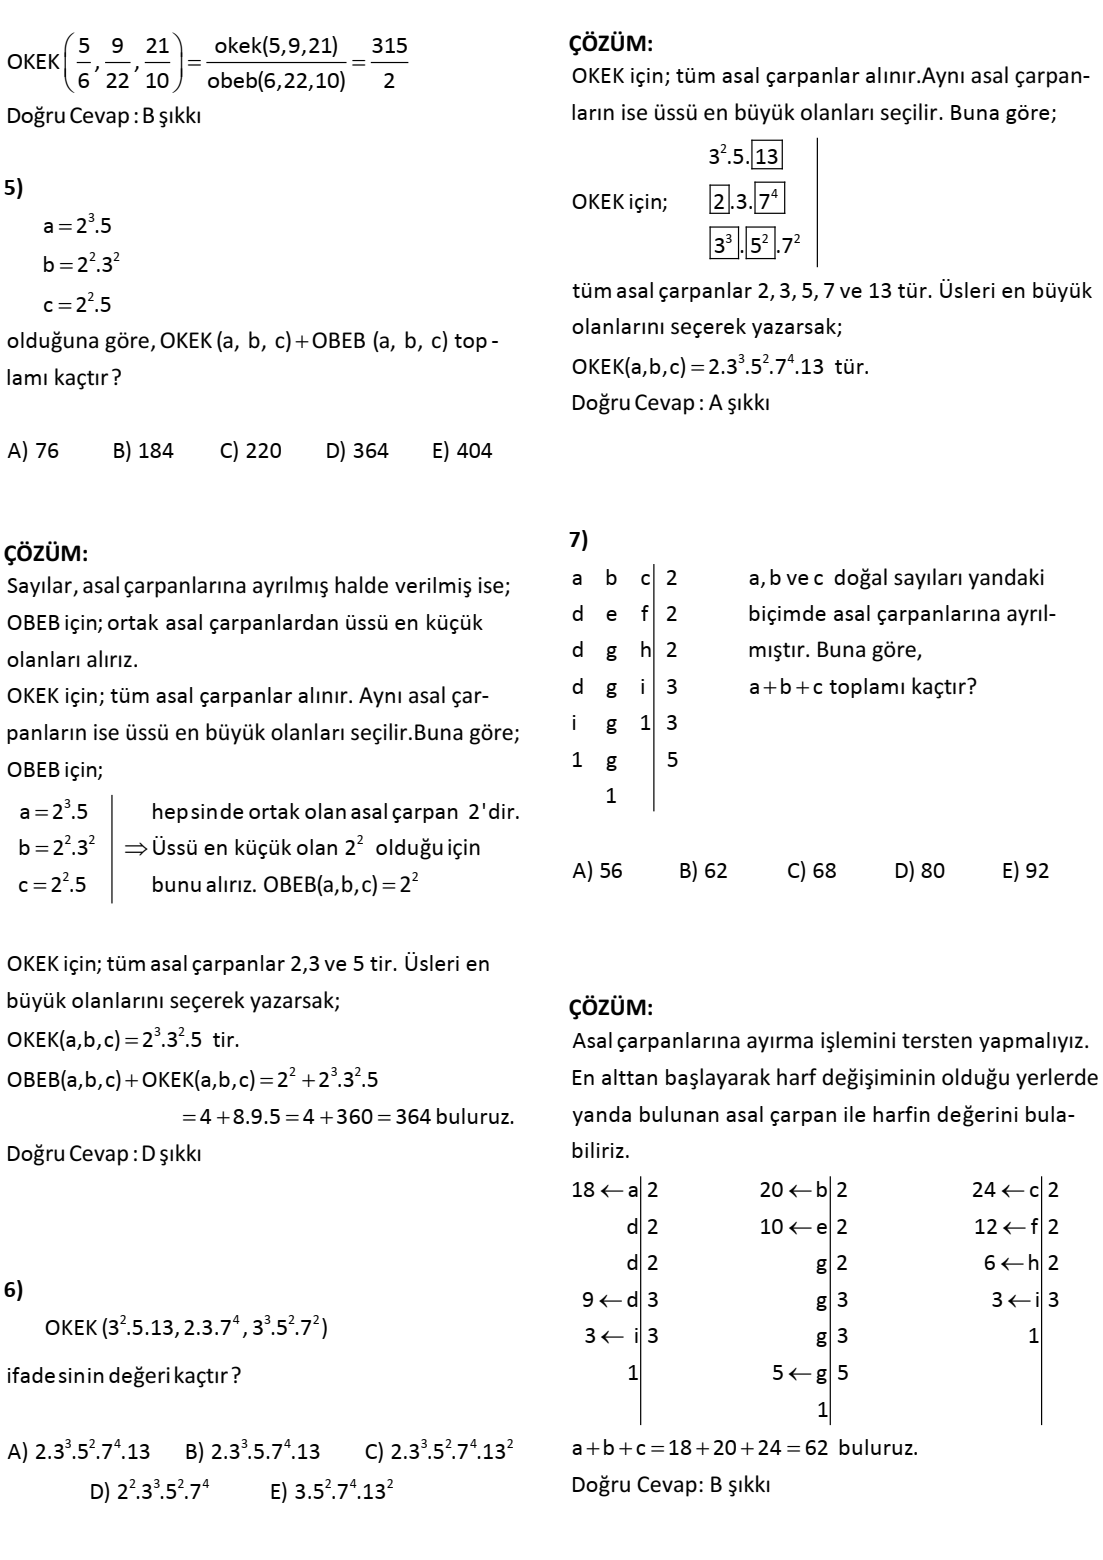 OKEK(5/6, 9/22, 21/10) = okek(5,9,21)/obeb(6,22,10) = 315/2
Doğru Cevap : B şıkkı
5)
a = 2³.5
b = 2².3²
c = 2².5
olduğuna göre, OKEK (a, b, c) + OBEB (a, b, c) top -
lamı kaçtır ?
A) 76 B) 184 C) 220 D) 364 E) 404
ÇÖZÜM:
Sayılar, asal çarpanlarına ayrılmış halde verilmiş ise;
OBEB için; ortak asal çarpanlardan üssü en küçük
olanları alırız.
OKEK için; tüm asal çarpanlar alınır. Aynı asal çar-
panların ise üssü en büyük olanları seçilir.Buna göre;
OBEB için;
a = 2³.5 hepsinde ortak olan asal çarpan 2'dir.
b = 2².3² ⇒ Üssü en küçük olan 2² olduğu için
c = 2².5 bunu alırız. OBEB(a,b,c) = 2²
OKEK için; tüm asal çarpanlar 2,3 ve 5 tir. Üsleri en
büyük olanlarını seçerek yazarsak;
OKEK(a,b,c) = 2³.3².5 tir.
OBEB(a,b,c) + OKEK(a,b,c) = 2² + 2³.3².5
= 4 + 8.9.5 = 4 + 360 = 364 buluruz.
Doğru Cevap : D şıkkı
6)
OKEK (3².5.13, 2.3.7⁴, 3³.5².7²)
ifadesinin değeri kaçtır ?
A) 2.3³.5².7⁴.13 B) 2.3³.5.7⁴.13 C) 2.3³.5².7⁴.13²
D) 2².3³.5².7⁴ E) 3.5².7⁴.13²
ÇÖZÜM:
OKEK için; tüm asal çarpanlar alınır.Aynı asal çarpan-
ların ise üssü en büyük olanları seçilir. Buna göre;
3².5.13
OKEK için; 2.3.7⁴
3³.5².7²
tüm asal çarpanlar 2, 3, 5, 7 ve 13 tür. Üsleri en büyük
olanlarını seçerek yazarsak;
OKEK(a,b,c) = 2.3³.5².7⁴.13 tür.
Doğru Cevap : A şıkkı
7)
a b c 2 a, b ve c doğal sayıları yandaki
d e f 2 biçimde asal çarpanlarına ayrıl-
d g h 2 mıştır. Buna göre,
d g i 3 a + b + c toplamı kaçtır?
i g 1 3
1 g 5
1
A) 56 B) 62 C) 68 D) 80 E) 92
ÇÖZÜM:
Asal çarpanlarına ayırma işlemini tersten yapmalıyız.
En alttan başlayarak harf değişiminin olduğu yerlerde
yanda bulunan asal çarpan ile harfin değerini bula-
biliriz.
18 ← a 2 20 ← b 2 24 ← c 2
d 2 10 ← e 2 12 ← f 2
d 2 g 2 6 ← h 2
9 ← d 3 g 3 3 ← i 3
3 ← i 3 g 3 1
1 5 ← g 5
1
a + b + c = 18 + 20 + 24 = 62 buluruz.
Doğru Cevap: B şıkkı